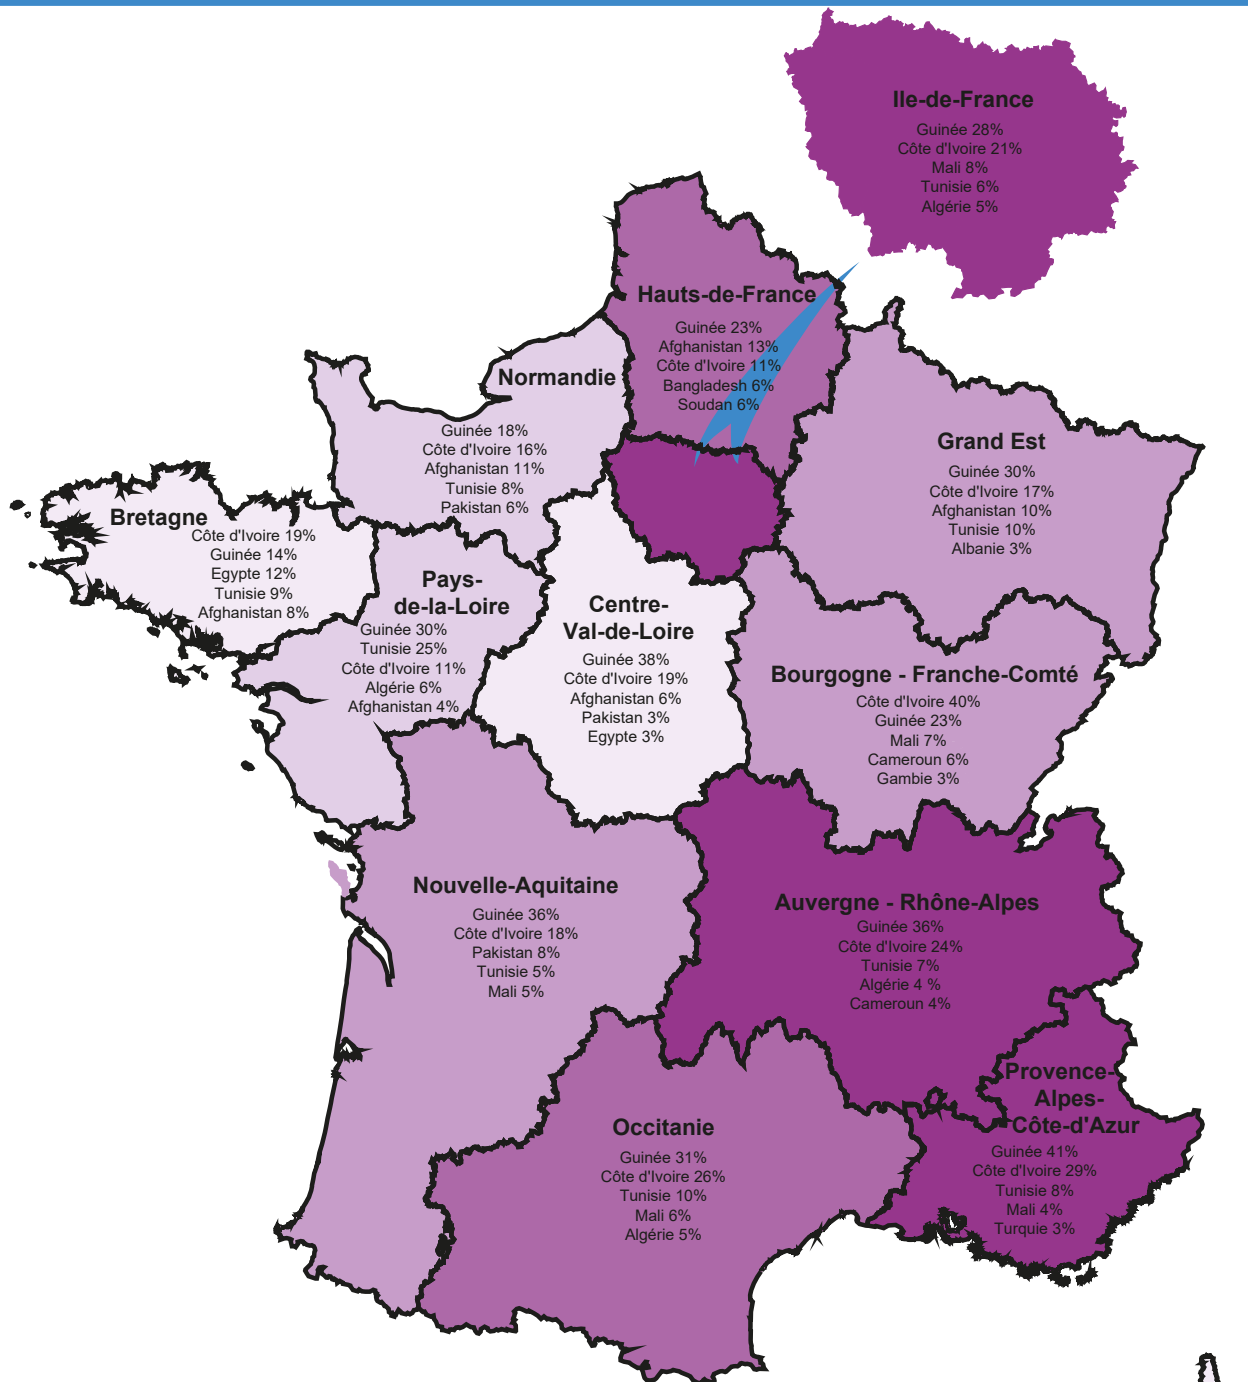 Ile-de-France
Guinée 28%
Côte d'Ivoire 21%
Mali 8%
Tunisie 6%
Algérie 5%
Hauts-de-France
Guinée 23%
Afghanistan 13%
Côte d'Ivoire 11%
Bangladesh 6%
Soudan 6%
Normandie
Guinée 18%
Côte d'Ivoire 16%
Afghanistan 11%
Tunisie 8%
Pakistan 6%
Grand Est
Guinée 30%
Côte d'Ivoire 17%
Afghanistan 10%
Tunisie 10%
Albanie 3%
Bretagne
Côte d'Ivoire 19%
Guinée 14%
Egypte 12%
Tunisie 9%
Afghanistan 8%
Pays-
de-la-Loire
Guinée 30%
Tunisie 25%
Côte d'Ivoire 11%
Algérie 6%
Afghanistan 4%
Centre-
Val-de-Loire
Guinée 38%
Côte d'Ivoire 19%
Afghanistan 6%
Pakistan 3%
Egypte 3%
Bourgogne - Franche-Comté
Côte d'Ivoire 40%
Guinée 23%
Mali 7%
Cameroun 6%
Gambie 3%
Nouvelle-Aquitaine
Guinée 36%
Côte d'Ivoire 18%
Pakistan 8%
Tunisie 5%
Mali 5%
Auvergne - Rhône-Alpes
Guinée 36%
Côte d'Ivoire 24%
Tunisie 7%
Algérie 4 %
Cameroun 4%
Provence-
Alpes-
Côte-d'Azur
Guinée 41%
Côte d'Ivoire 29%
Tunisie 8%
Mali 4%
Turquie 3%
Occitanie
Guinée 31%
Côte d'Ivoire 26%
Tunisie 10%
Mali 6%
Algérie 5%